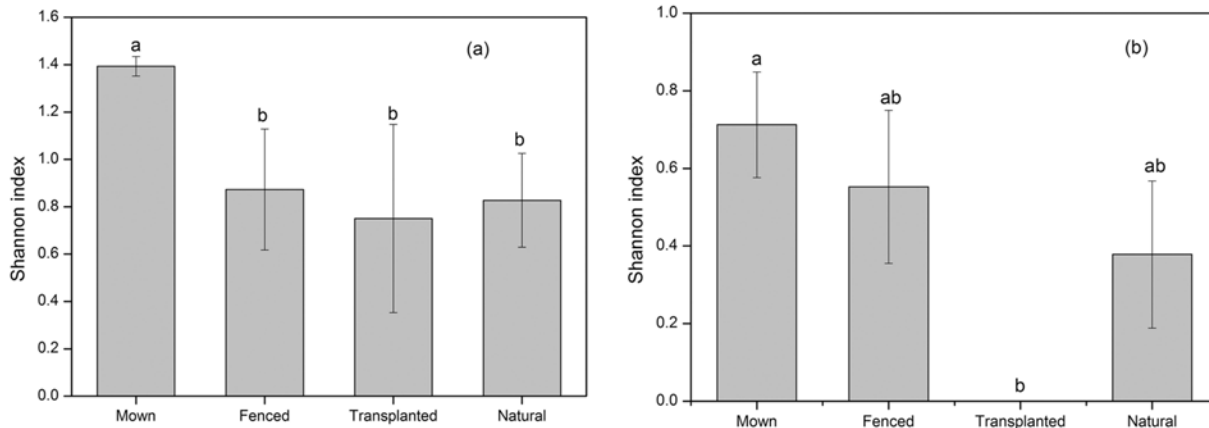 1.6
1.4
1.2
1.0
0.8
0.6
0.4
0.2
0.0
Shannon index
a
b
b
b
(a)
Mown
Fenced
Transplanted
Natural
1.0
0.8
0.6
0.4
0.2
0.0
Shannon index
a
ab
b
ab
(b)
Mown
Fenced
Transplanted
Natural